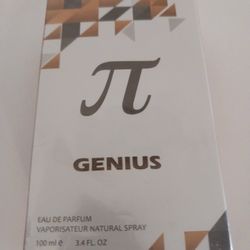 π
GENIUS
EAU DE PARFUM
VAPORISATEUR NATURAL SPRAY
100 ml ℮ 3.4 FL. OZ